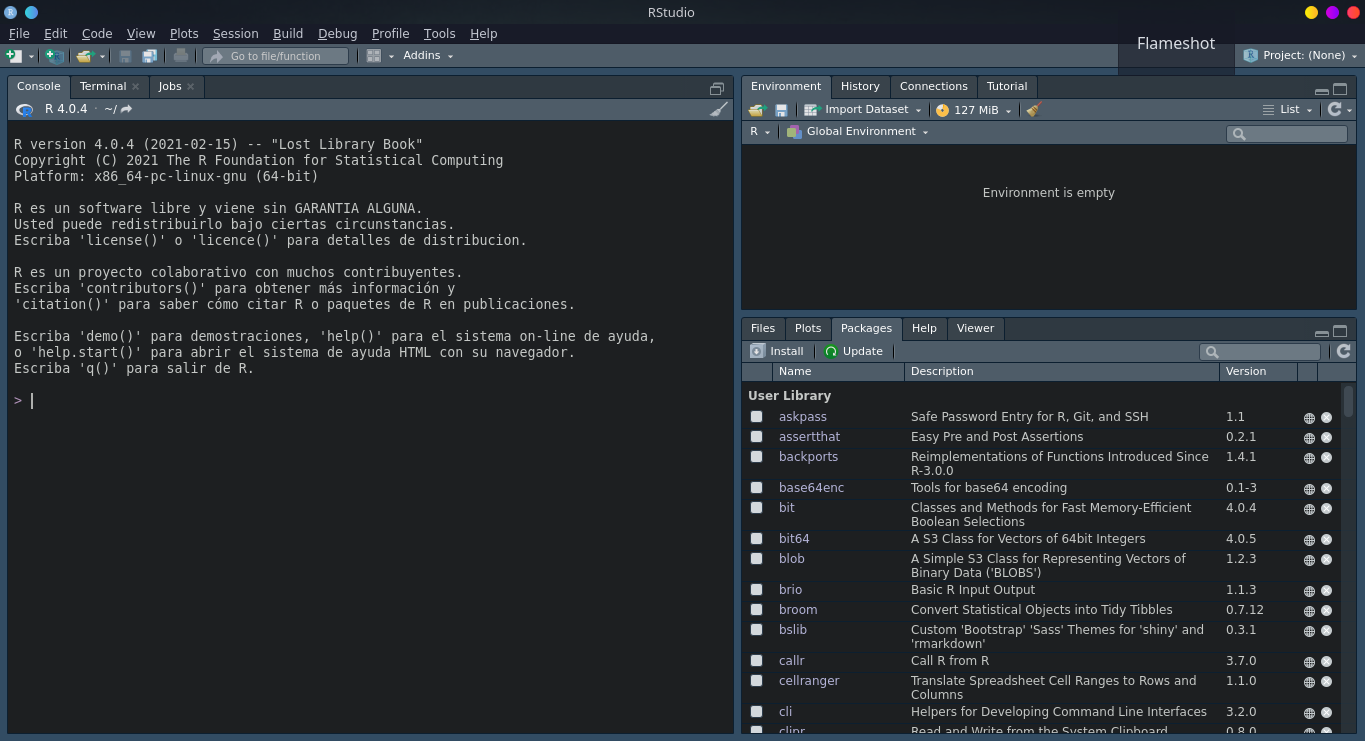 RStudio
File Edit Code View Plots Session Build Debug Profile Tools Help
Flameshot
Go to file/function
Addins
Project: (None)
Console Terminal Jobs
R 4.0.4 · ~/
R version 4.0.4 (2021-02-15) -- "Lost Library Book"
Copyright (C) 2021 The R Foundation for Statistical Computing
Platform: x86_64-pc-linux-gnu (64-bit)
R es un software libre y viene sin GARANTIA ALGUNA.
Usted puede redistribuirlo bajo ciertas circunstancias.
Escriba 'license()' o 'licence()' para detalles de distribucion.
R es un proyecto colaborativo con muchos contribuyentes.
Escriba 'contributors()' para obtener más información y
'citation()' para saber cómo citar R o paquetes de R en publicaciones.
Escriba 'demo()' para demostraciones, 'help()' para el sistema on-line de ayuda,
o 'help.start()' para abrir el sistema de ayuda HTML con su navegador.
Escriba 'q()' para salir de R.
>
Environment History Connections Tutorial
Import Dataset 127 MiB List
R Global Environment
Environment is empty
Files Plots Packages Help Viewer
Install Update
Name Description Version
User Library
askpass Safe Password Entry for R, Git, and SSH 1.1
assertthat Easy Pre and Post Assertions 0.2.1
backports Reimplementations of Functions Introduced Since 1.4.1
R-3.0.0
base64enc Tools for base64 encoding 0.1-3
bit Classes and Methods for Fast Memory-Efficient 4.0.4
Boolean Selections
bit64 A S3 Class for Vectors of 64bit Integers 4.0.5
blob A Simple S3 Class for Representing Vectors of 1.2.3
Binary Data ('BLOBS')
brio Basic R Input Output 1.1.3
broom Convert Statistical Objects into Tidy Tibbles 0.7.12
bslib Custom 'Bootstrap' 'Sass' Themes for 'shiny' and 0.3.1
'rmarkdown'
callr Call R from R 3.7.0
cellranger Translate Spreadsheet Cell Ranges to Rows and 1.1.0
Columns
cli Helpers for Developing Command Line Interfaces 3.2.0
clipr Read and Write from the System Clipboard 0.8.0